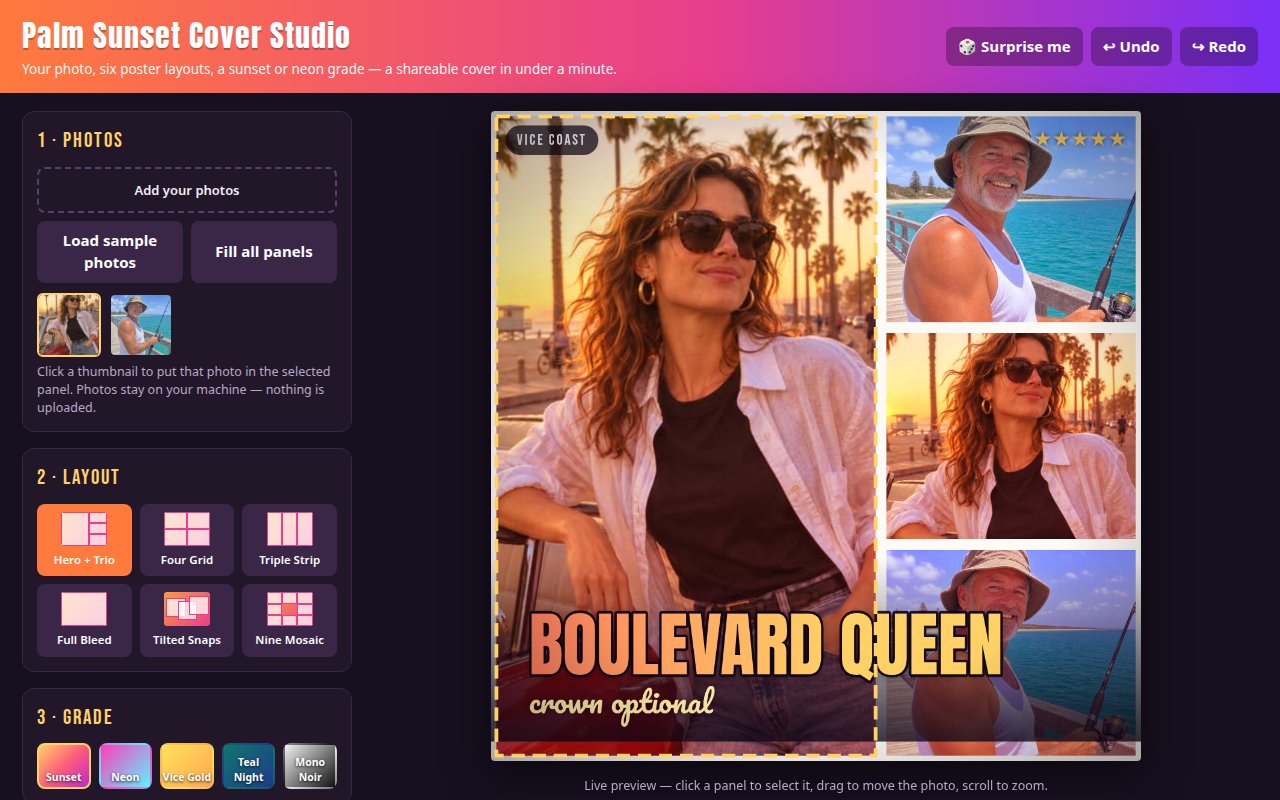 Palm Sunset Cover Studio
Your photo, six poster layouts, a sunset or neon grade — a shareable cover in under a minute.
🎲 Surprise me
↩ Undo
↪ Redo
1 · PHOTOS
Add your photos
Load sample
photos
Fill all panels
Click a thumbnail to put that photo in the selected
panel. Photos stay on your machine — nothing is
uploaded.
2 · LAYOUT
Hero + Trio
Four Grid
Triple Strip
Full Bleed
Tilted Snaps
Nine Mosaic
3 · GRADE
Sunset
Neon
Vice Gold
Teal
Night
Mono
Noir
VICE COAST
★★★★★
BOULEVARD QUEEN
crown optional
Live preview — click a panel to select it, drag to move the photo, scroll to zoom.